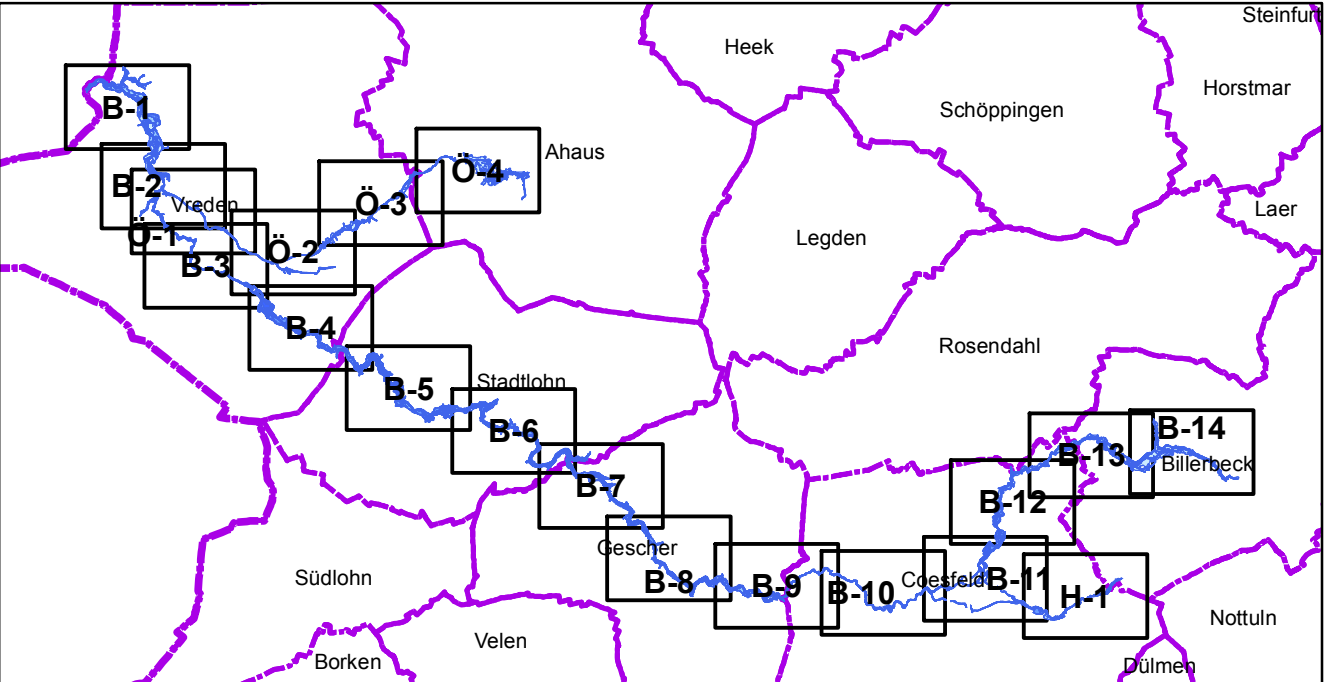 Steinfurt
Heek
Horstmar
B-1
Schöppingen
Ahaus
Ö-4
B-2
Vreden
Ö-3
Laer
Ö-1
Legden
Ö-2
B-3
B-4
Rosendahl
B-5
Stadtlohn
B-6
B-14
B-13
Billerbeck
B-7
B-12
Gescher
Südlohn
B-8
B-9
B-10
Coesfeld
B-11
H-1
Nottuln
Velen
Borken
Dülmen